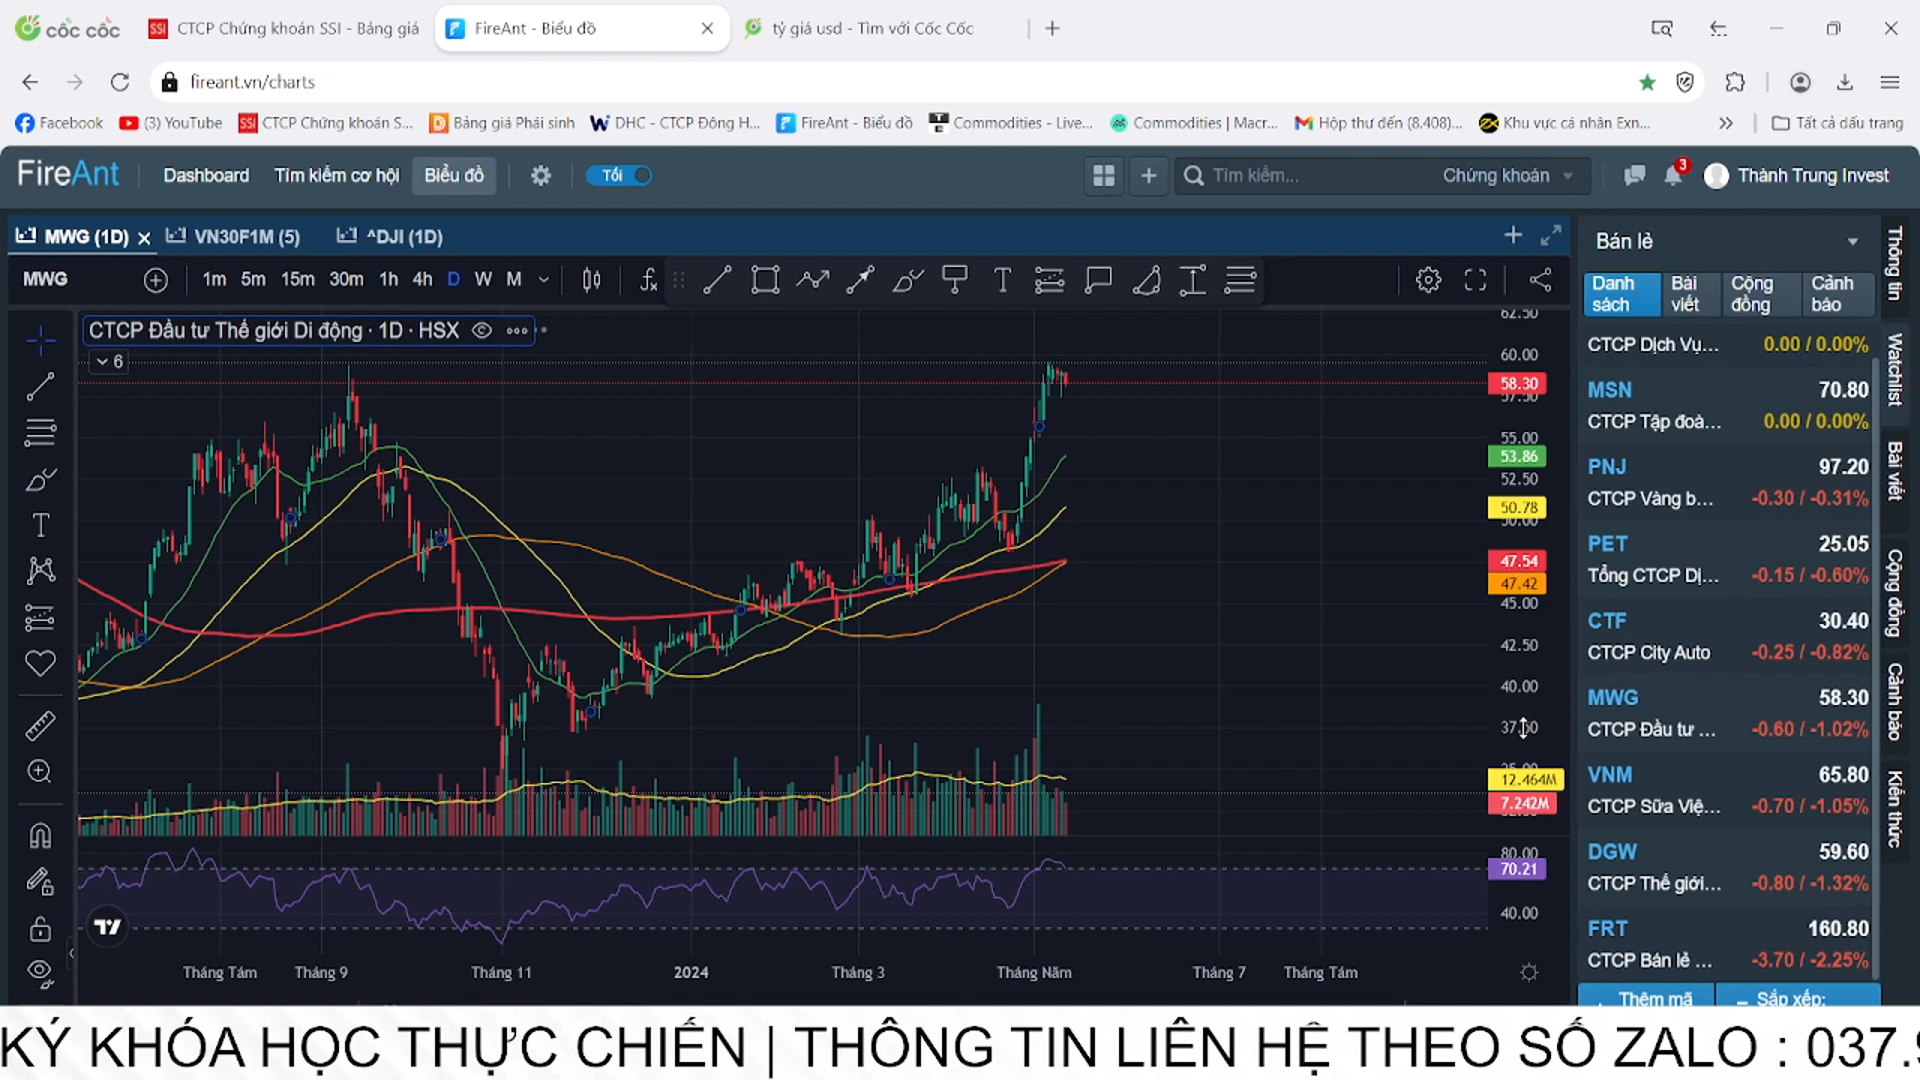 cốc cốc
SSI CTCP Chứng khoán SSI - Bảng giá
FireAnt - Biểu đồ
tỷ giá usd - Tìm với Cốc Cốc
fireant.vn/charts
Facebook
(3) YouTube
SSI CTCP Chứng khoán S...
Bảng giá Phái sinh
DHC - CTCP Đông H...
FireAnt - Biểu đồ
Commodities - Live...
Commodities | Macr...
Hộp thư đến (8.408)...
Khu vực cá nhân Exn...
Tất cả dấu trang
FireAnt
Dashboard
Tìm kiếm cơ hội
Biểu đồ
Tối
Tìm kiếm...
Chứng khoán
3
Thành Trung Invest
MWG (1D)
VN30F1M (5)
^DJI (1D)
MWG
1m 5m 15m 30m 1h 4h D W M
CTCP Đầu tư Thế giới Di động · 1D · HSX
6
62.50
60.00
58.30
57.50
55.00
53.86
52.50
50.78
50.00
47.54
47.42
45.00
42.50
40.00
37.50
12.464M
7.242M
80.00
70.21
40.00
Tháng Tám
Tháng 9
Tháng 11
2024
Tháng 3
Tháng Năm
Tháng 7
Tháng Tám
Bán lẻ
Danh sách
Bài viết
Cộng đồng
Cảnh báo
CTCP Dịch Vụ... 0.00 / 0.00%
MSN 70.80
CTCP Tập đoà... 0.00 / 0.00%
PNJ 97.20
CTCP Vàng b... -0.30 / -0.31%
PET 25.05
Tổng CTCP Dị... -0.15 / -0.60%
CTF 30.40
CTCP City Auto -0.25 / -0.82%
MWG 58.30
CTCP Đầu tư ... -0.60 / -1.02%
VNM 65.80
CTCP Sữa Việ... -0.70 / -1.05%
DGW 59.60
CTCP Thế giới... -0.80 / -1.32%
FRT 160.80
CTCP Bán lẻ ... -3.70 / -2.25%
Thêm mã
Sắp xếp:
Thông tin
Watchlist
Bài viết
Cộng đồng
Cảnh báo
Kiến thức
KÝ KHÓA HỌC THỰC CHIẾN | THÔNG TIN LIÊN HỆ THEO SỐ ZALO : 037.9